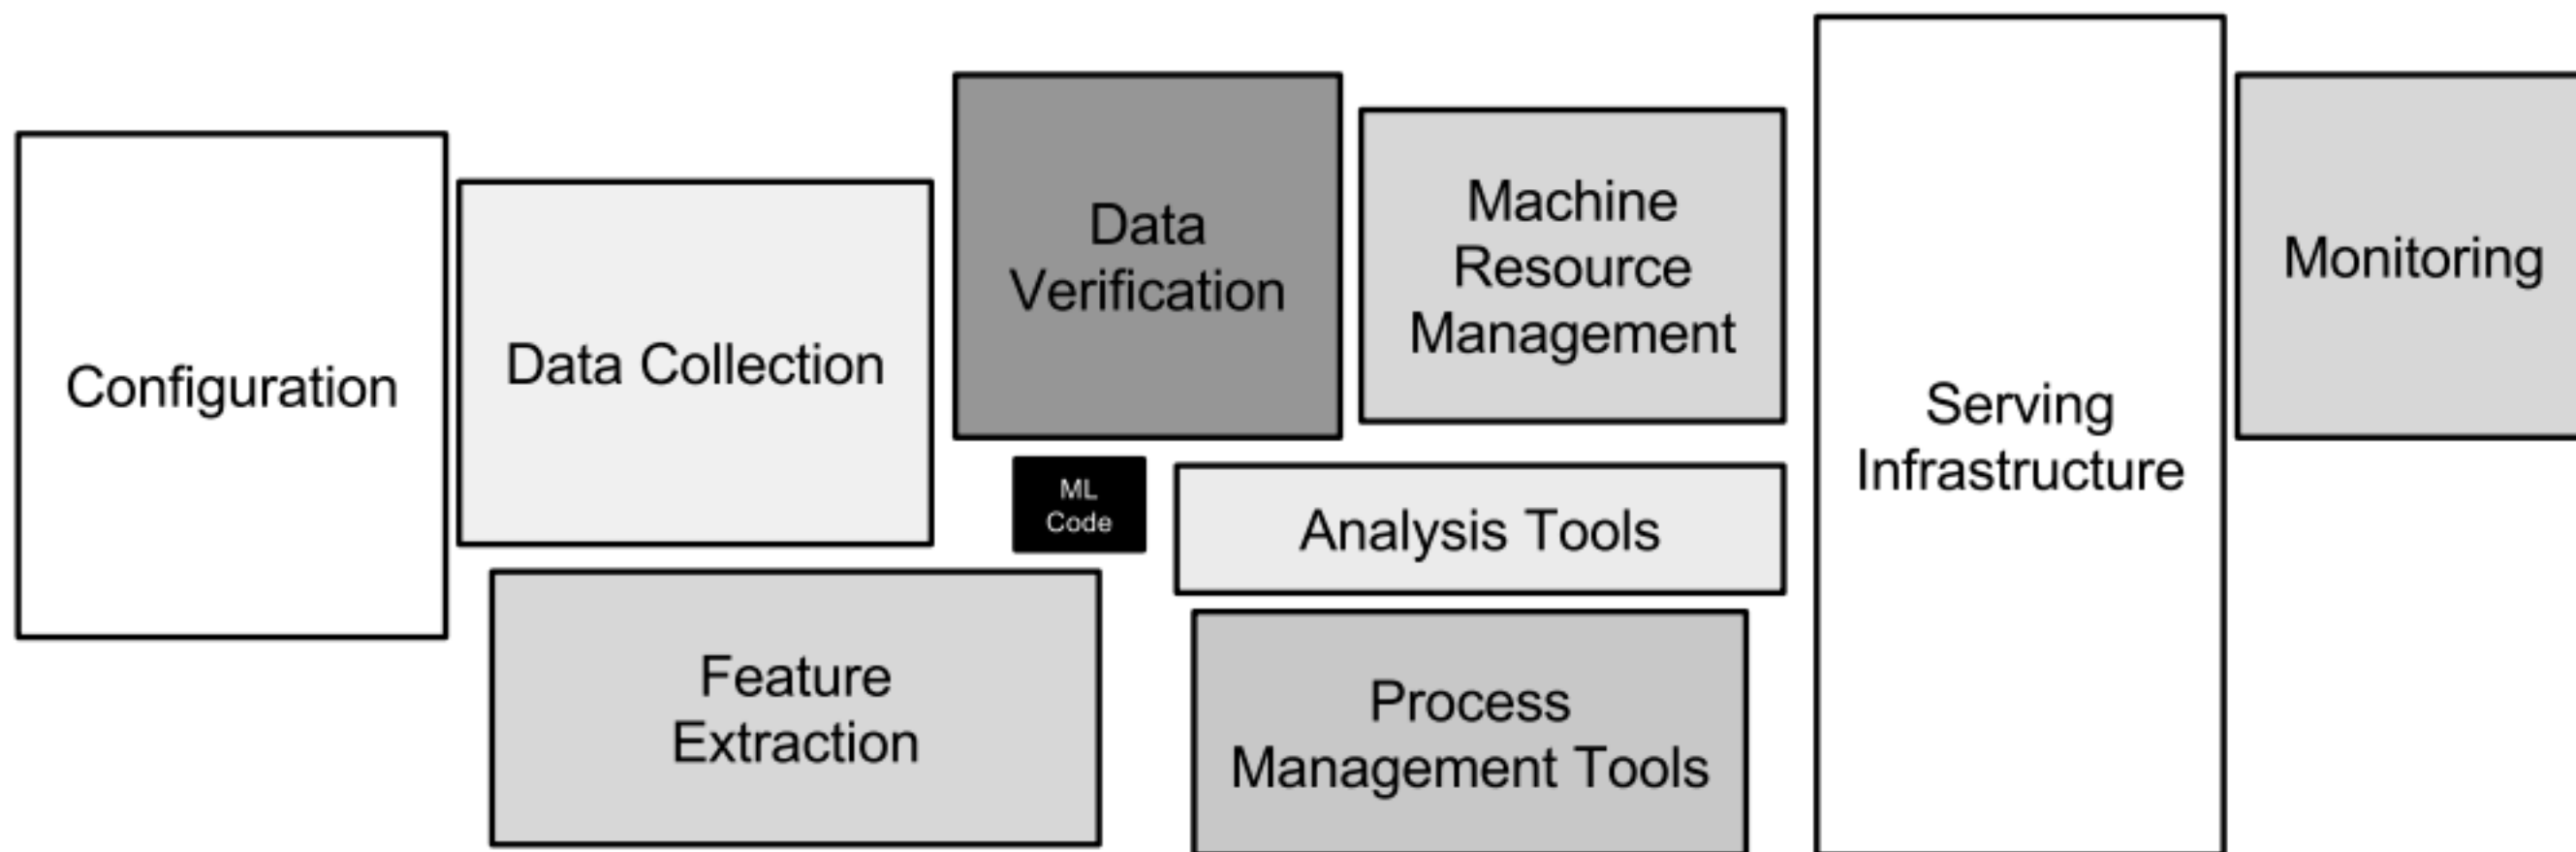 Configuration
Data Collection
Data
Verification
Machine
Resource
Management
Serving
Infrastructure
Monitoring
ML
Code
Analysis Tools
Feature
Extraction
Process
Management Tools